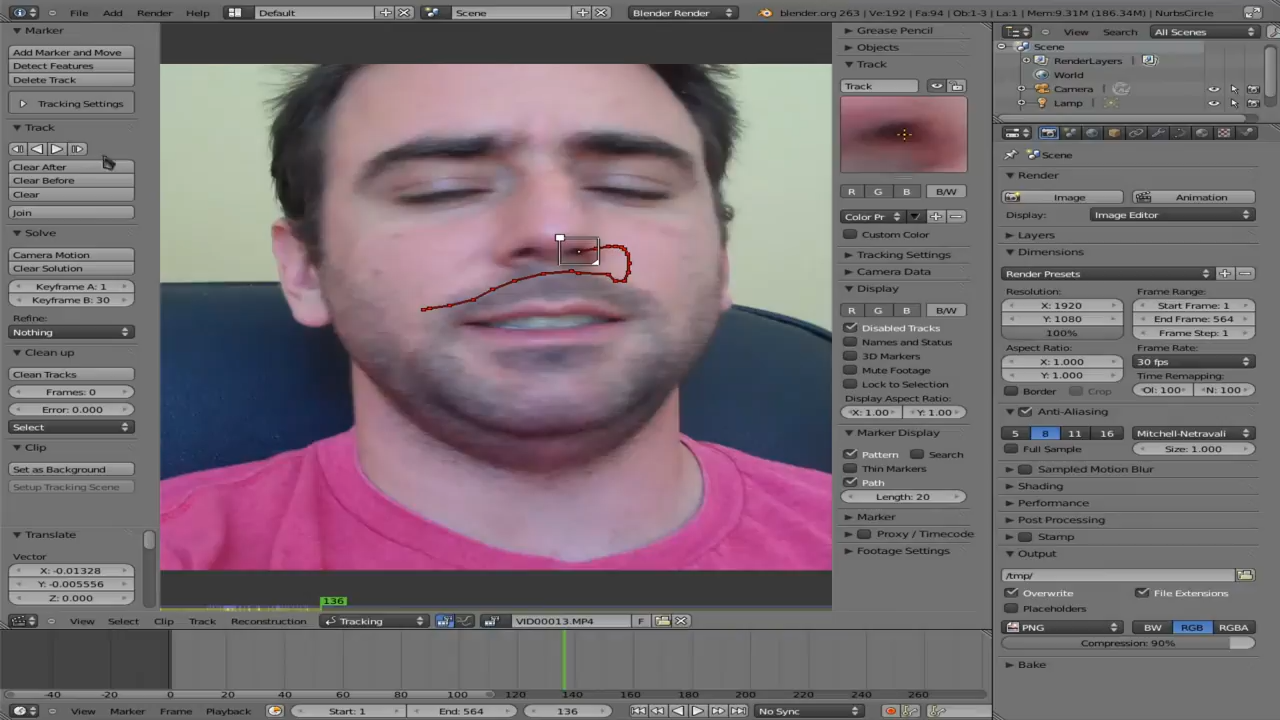 File Add Render Help Default Scene Blender Render blender.org 263 | Ve:192 | Fa:94 | Ob:1-3 | La:1 | Mem:9.31M (186.34M) | NurbsCircle
Marker
Add Marker and Move
Detect Features
Delete Track
Tracking Settings
Track
Clear After
Clear Before
Clear
Join
Solve
Camera Motion
Clear Solution
Keyframe A: 1
Keyframe B: 30
Refine:
Nothing
Clean up
Clean Tracks
Frames: 0
Error: 0.000
Select
Clip
Set as Background
Setup Tracking Scene
Translate
Vector
X: -0.01328
Y: -0.005556
Z: 0.000
136
View Select Clip Track Reconstruction Tracking VID00013.MP4 F
Grease Pencil
Objects
Track
Track
R G B B/W
Color Pr
Custom Color
Tracking Settings
Camera Data
Display
R G B B/W
Disabled Tracks
Names and Status
3D Markers
Mute Footage
Lock to Selection
Display Aspect Ratio:
X: 1.00 Y: 1.00
Marker Display
Pattern Search
Thin Markers
Path
Length: 20
Marker
Proxy / Timecode
Footage Settings
View Search All Scenes
Scene
RenderLayers
World
Camera
Lamp
Scene
Render
Image Animation
Display: Image Editor
Layers
Dimensions
Render Presets
Resolution: Frame Range:
X: 1920 Start Frame: 1
Y: 1080 End Frame: 564
100% Frame Step: 1
Aspect Ratio: Frame Rate:
X: 1.000 30 fps
Y: 1.000 Time Remapping:
Border Crop Ol: 100 N: 100
Anti-Aliasing
5 8 11 16 Mitchell-Netravali
Full Sample Size: 1.000
Sampled Motion Blur
Shading
Performance
Post Processing
Stamp
Output
/tmp/
Overwrite File Extensions
Placeholders
PNG BW RGB RGBA
Compression: 90%
Bake
-40 -20 0 20 40 60 80 100 120 140 160 180 200 220 240 260
View Marker Frame Playback Start: 1 End: 564 136 No Sync